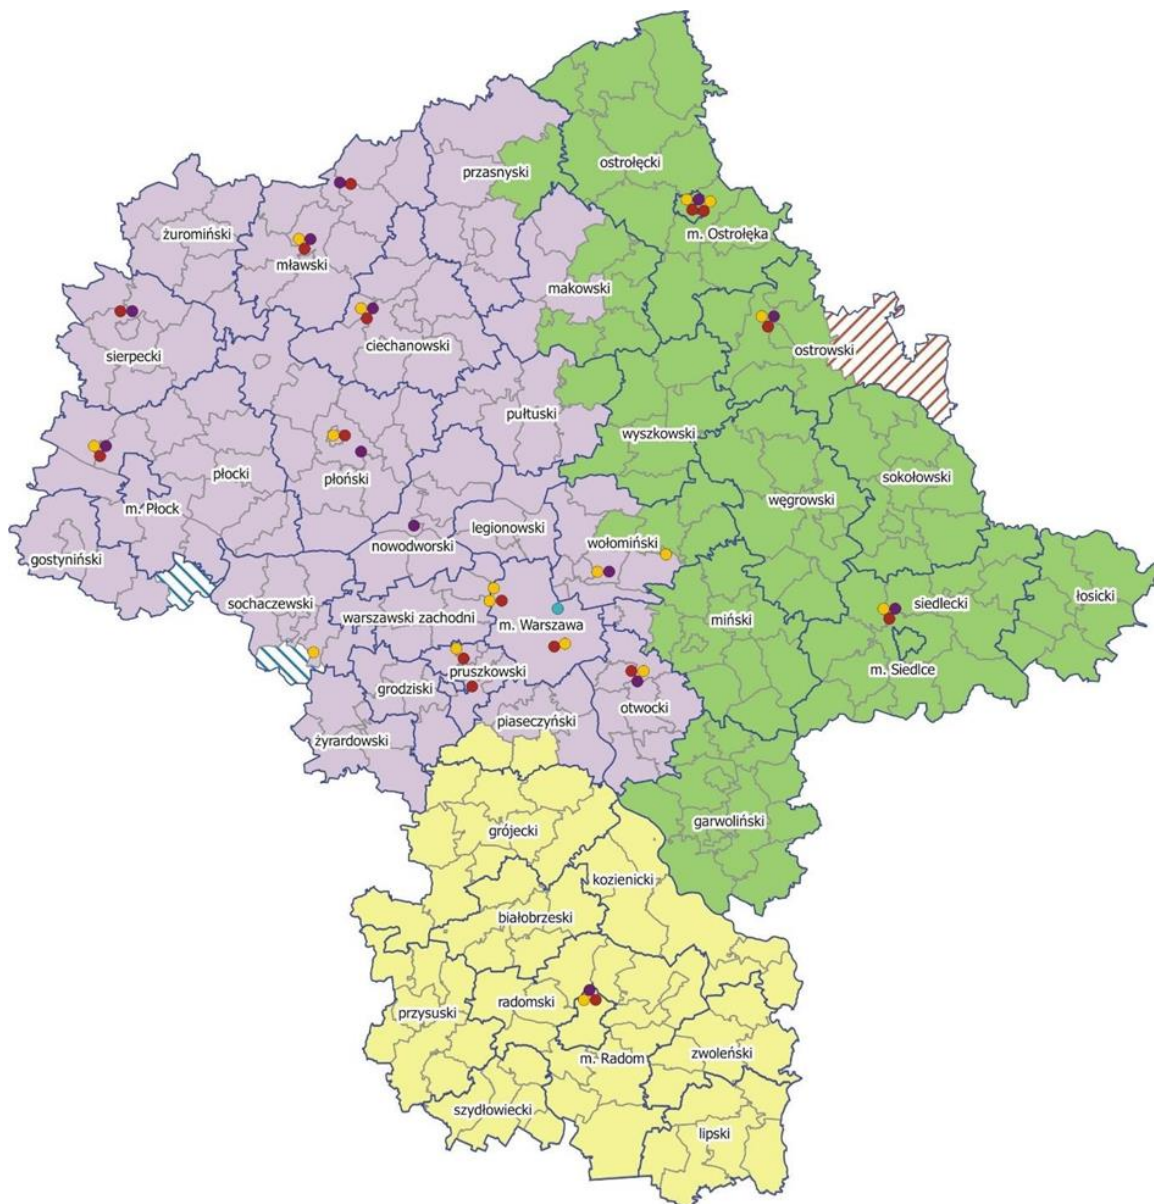 ostrołęcki
przasnyski
żuromiński
m. Ostrołęka
mławski
makowski
ciechanowski
ostrowski
sierpecki
pułtuski
wyszkowski
płocki
płoński
sokołowski
węgrowski
m. Płock
legionowski
nowodworski
wołomiński
gostyniński
sochaczewski
siedlecki
łosicki
warszawski zachodni
m. Warszawa
miński
pruszkowski
m. Siedlce
grodziski
otwocki
piaseczyński
żyrardowski
garwoliński
grójecki
kozienicki
białobrzeski
radomski
przysuski
zwoleński
m. Radom
szydłowiecki
lipski